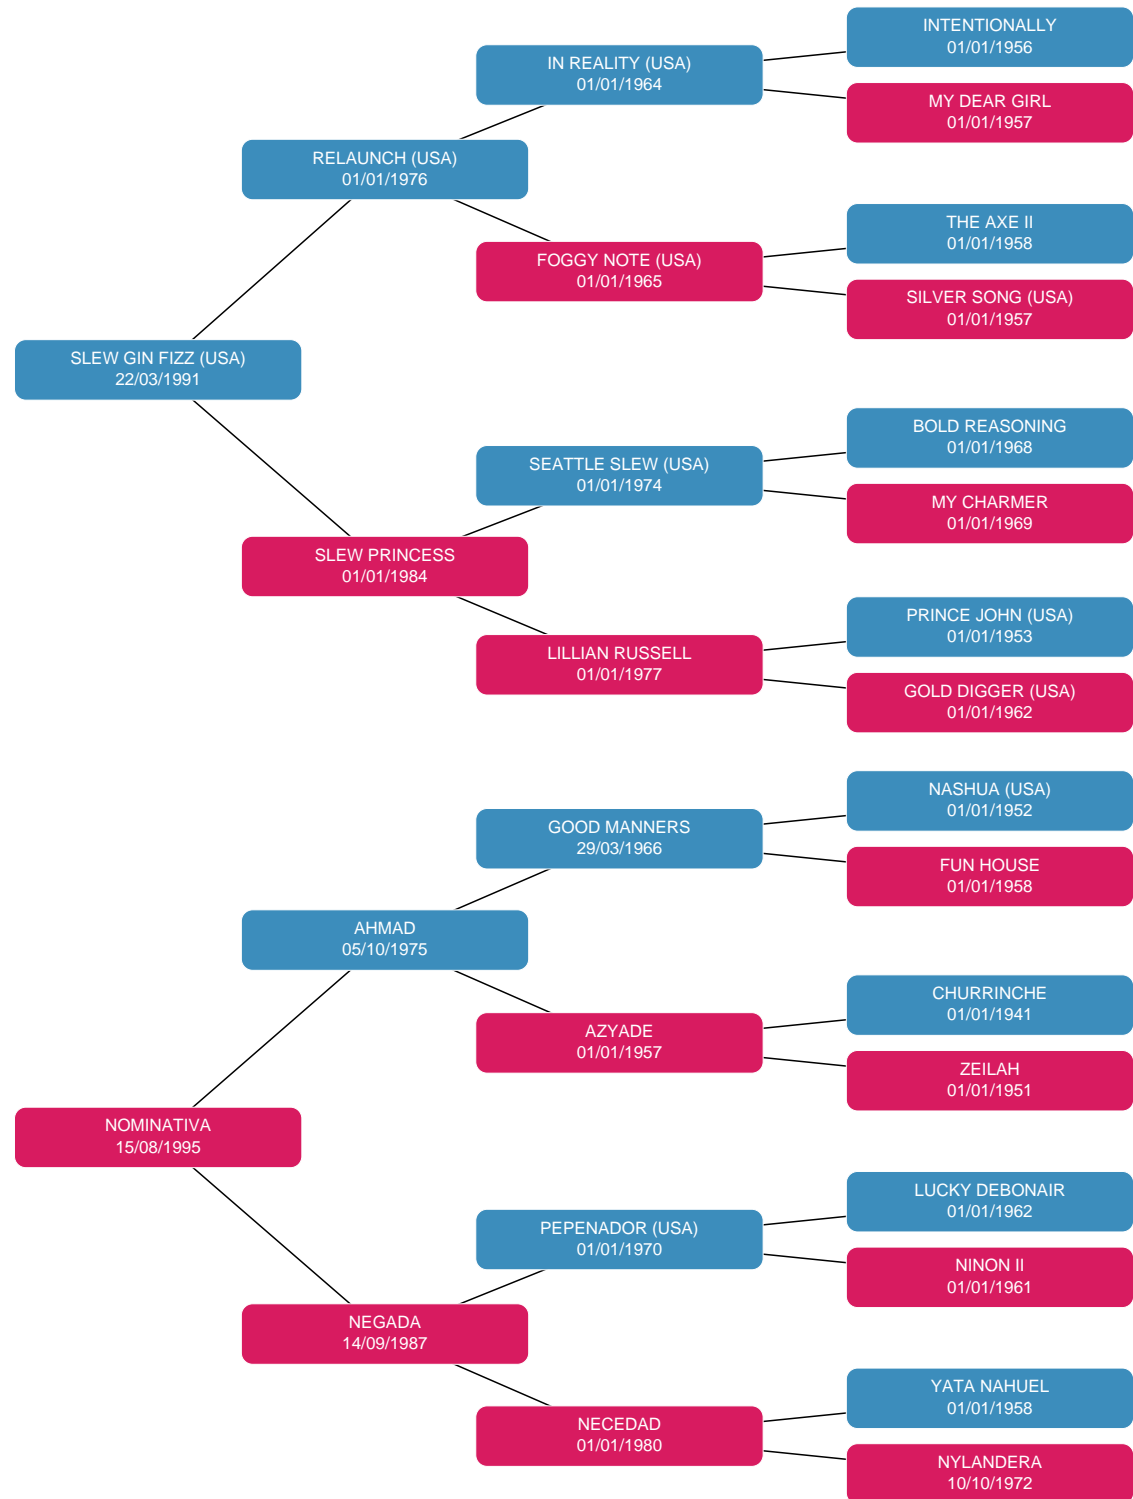 INTENTIONALLY
01/01/1956
IN REALITY (USA)
01/01/1964
MY DEAR GIRL
01/01/1957
RELAUNCH (USA)
01/01/1976
THE AXE II
01/01/1958
FOGGY NOTE (USA)
01/01/1965
SILVER SONG (USA)
01/01/1957
SLEW GIN FIZZ (USA)
22/03/1991
BOLD REASONING
01/01/1968
SEATTLE SLEW (USA)
01/01/1974
MY CHARMER
01/01/1969
SLEW PRINCESS
01/01/1984
PRINCE JOHN (USA)
01/01/1953
LILLIAN RUSSELL
01/01/1977
GOLD DIGGER (USA)
01/01/1962
NASHUA (USA)
01/01/1952
GOOD MANNERS
29/03/1966
FUN HOUSE
01/01/1958
AHMAD
05/10/1975
CHURRINCHE
01/01/1941
AZYADE
01/01/1957
ZEILAH
01/01/1951
NOMINATIVA
15/08/1995
LUCKY DEBONAIR
01/01/1962
PEPENADOR (USA)
01/01/1970
NINON II
01/01/1961
NEGADA
14/09/1987
YATA NAHUEL
01/01/1958
NECEDAD
01/01/1980
NYLANDERA
10/10/1972